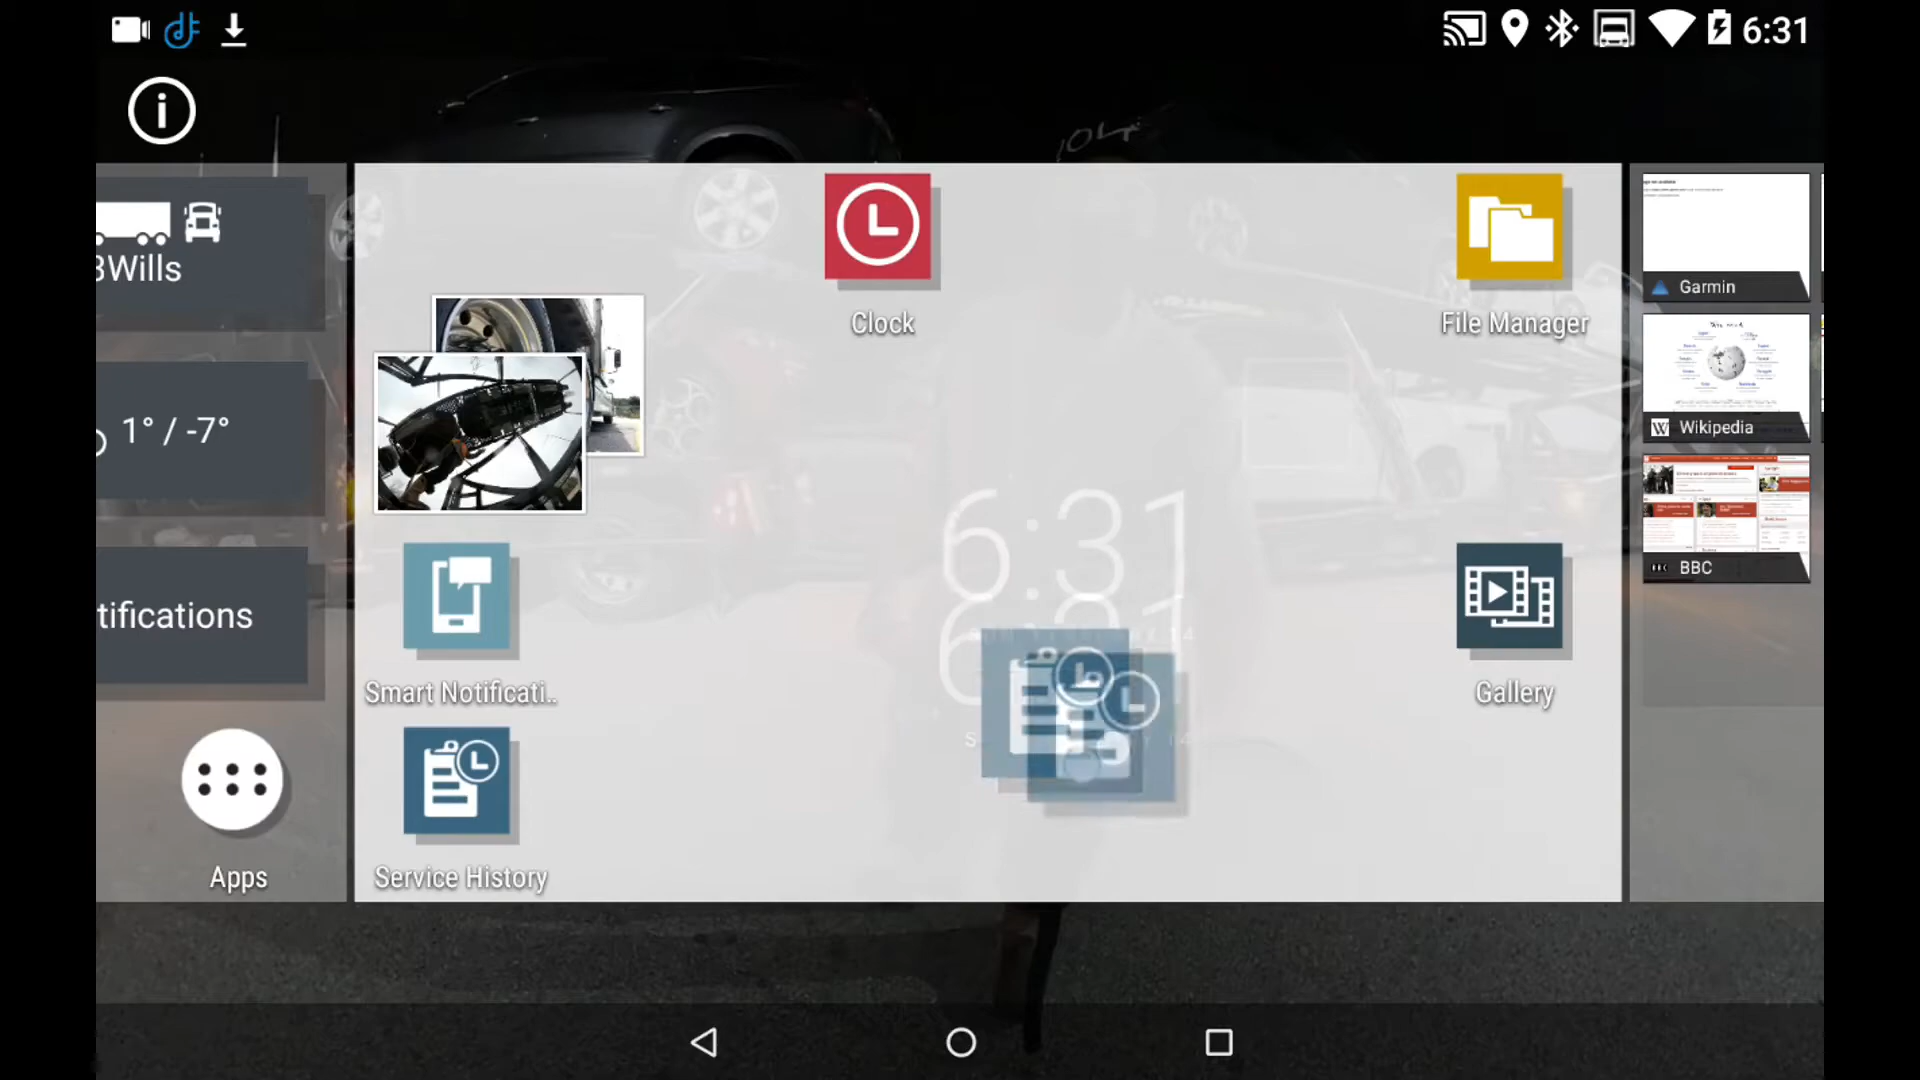 6:31
i
3Wills
Clock
File Manager
Garmin
1° / -7°
Wikipedia
6:31
BBC
tifications
Smart Notificati..
Gallery
Apps
Service History